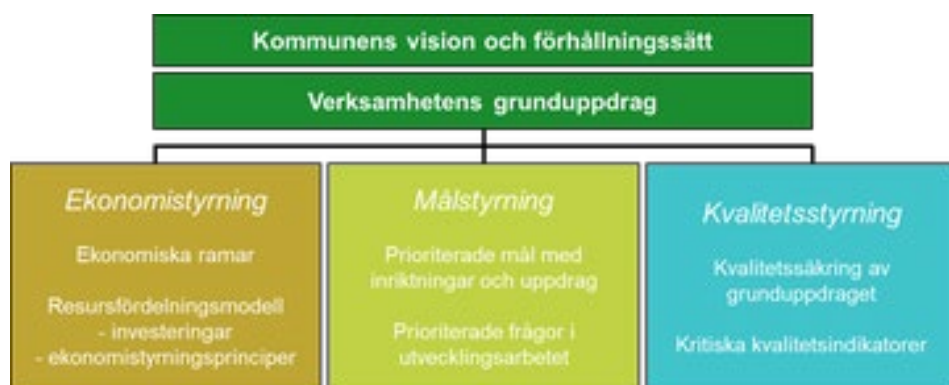 Kommunens vision och förhållningssätt
Verksamhetens grunduppdrag
Ekonomistyrning
Ekonomiska ramar
Resursfördelningsmodell
- investeringar
- ekonomistyrningsprinciper
Målstyrning
Prioriterade mål med
inriktningar och uppdrag
Prioriterade frågor i
utvecklingsarbetet
Kvalitetsstyrning
Kvalitetssäkring av
grunduppdraget
Kritiska kvalitetsindikatorer